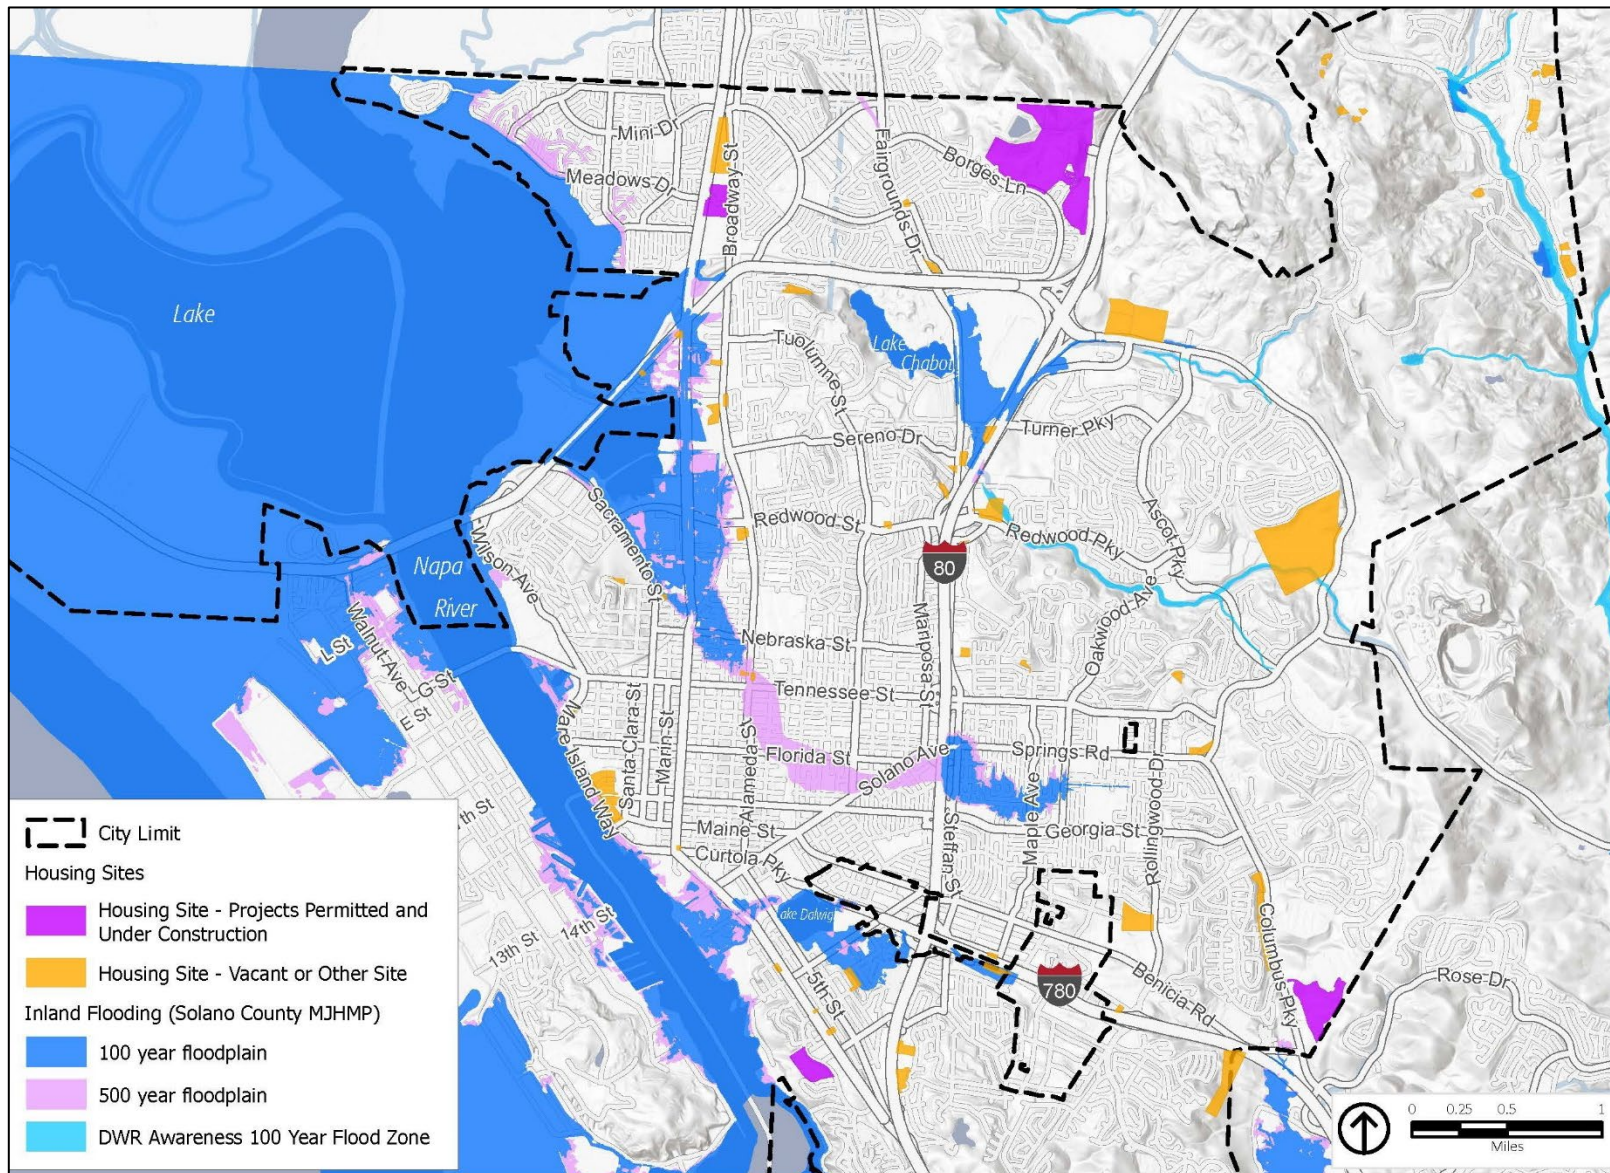 Mini Dr
Meadows Dr
Broadway St
Fairgrounds Dr
Borges Ln
Lake
Lake
Chabot
Tuolumne St
Sereno Dr
Turner Pky
Ascot Pky
Sacramento St
Redwood St
Redwood Pky
Wilson Ave
Napa
River
80
Oakwood Ave
Mariposa St
Walnut Ave
L St
G St
E St
Nebraska St
Tennessee St
Mare Island Way
Santa Clara St
Marin St
Alameda St
Florida St
Solano Ave
Springs Rd
Rollingwood Dr
Maple Ave
Maine St
Georgia St
Curtola Pky
Steffan St
Columbus Pky
14th St
13th St
5th St
780
Benicia Rd
Rose Dr
City Limit
Housing Sites
Housing Site - Projects Permitted and
Under Construction
Housing Site - Vacant or Other Site
Inland Flooding (Solano County MJHMP)
100 year floodplain
500 year floodplain
DWR Awareness 100 Year Flood Zone
0 0.25 0.5 1
Miles